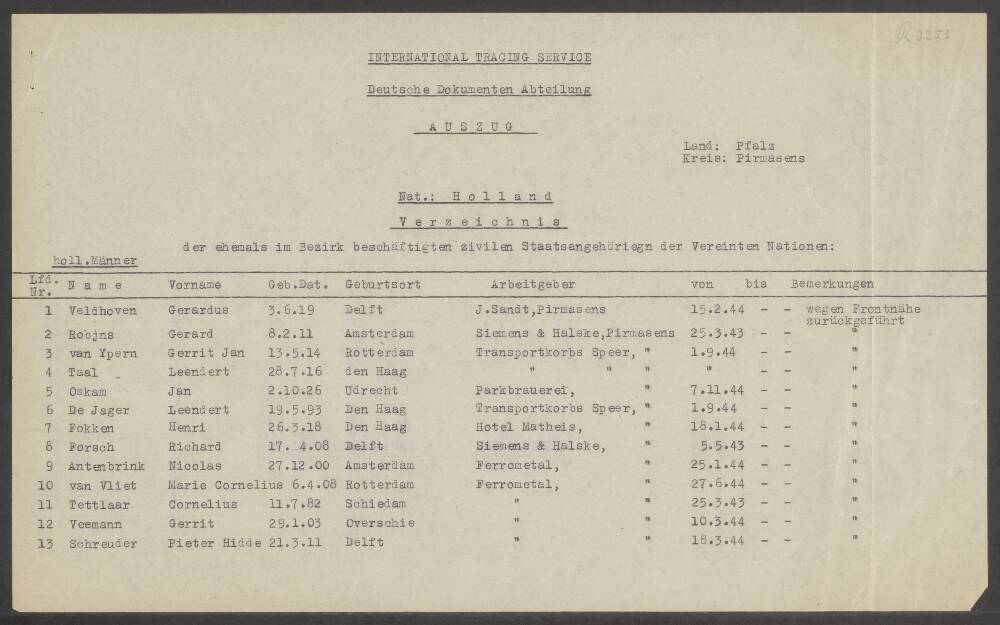 R 3253
INTERNATIONAL TRACING SERVICE
Deutsche Dokumenten Abteilung
A U S Z U G
Land: Pfalz
Kreis: Pirmasens
Nat.: H o l l a n d
V e r z e i c h n i s
der ehemals im Bezirk beschäftigten zivilen Staatsangehöriegn der Vereinten Nationen:
holl.Männer
Lfd. Nr. N a m e Vorname Geb.Dat. Geburtsort Arbeitgeber von bis Bemerkungen
1 Veldhoven Gerardus 3.6.19 Delft J.Sandt,Pirmasens 15.2.44 - - wegen Frontnähe
zurückgeführt
2 Robjns Gerard 8.2.11 Amsterdam Siemens & Halske,Pirmasens 25.3.43 - - "
3 van Ypern Gerrit Jan 13.5.14 Rotterdam Transportkorbs Speer, " 1.9.44 - - "
4 Taal Leendert 28.7.16 den Haag " " " " - - "
5 Oskam Jan 2.10.26 Udrecht Parkbrauerei, " 7.11.44 - - "
6 De Jager Leendert 19.5.93 Den Haag Transportkorbs Speer, " 1.9.44 - - "
7 Fokken Henri 26.3.18 Den Haag Hotel Matheis, " 18.1.44 - - "
8 Forsch Richard 17. 4.08 Delft Siemens & Halske, " 5.5.43 - - "
9 Antenbrink Nicolas 27.12.00 Amsterdam Ferrometal, " 25.1.44 - - "
10 van Vliet Marie Cornelius 6.4.08 Rotterdam Ferrometal, " 27.6.44 - - "
11 Tettlaar Cornelius 11.7.82 Schiedam " " 25.3.43 - - "
12 Veemann Gerrit 29.1.03 Overschie " " 10.3.44 - - "
13 Schreuder Pieter Hidde 21.3.11 Delft " " 18.3.44 - - "